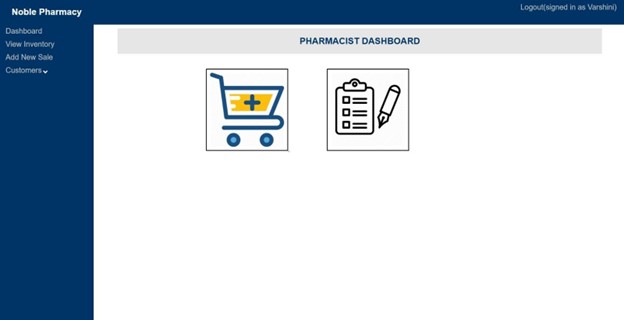 Noble Pharmacy
Logout(signed in as Varshini)
Dashboard
View Inventory
Add New Sale
Customers
PHARMACIST DASHBOARD